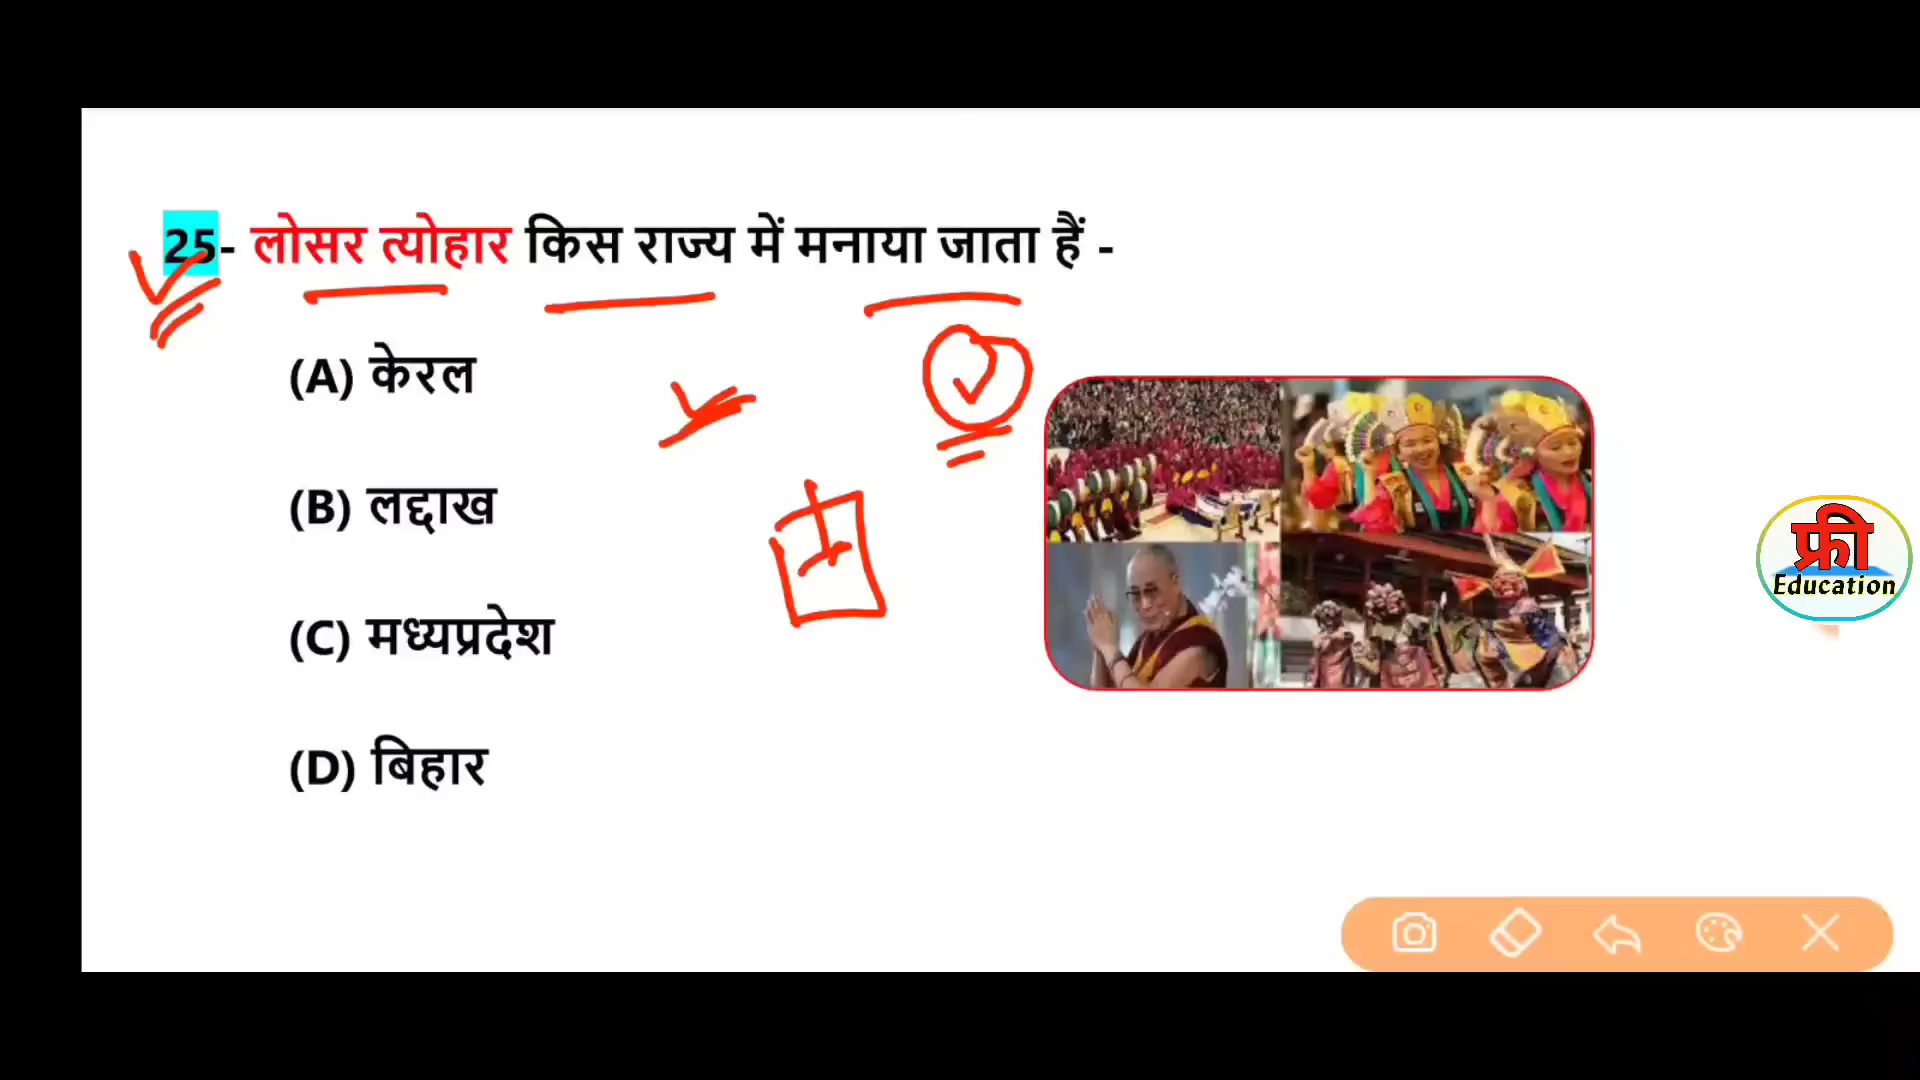 25- लोसर त्योहार किस राज्य में मनाया जाता हैं -
(A) केरल
(B) लद्दाख
(C) मध्यप्रदेश
(D) बिहार
फ्री
Education